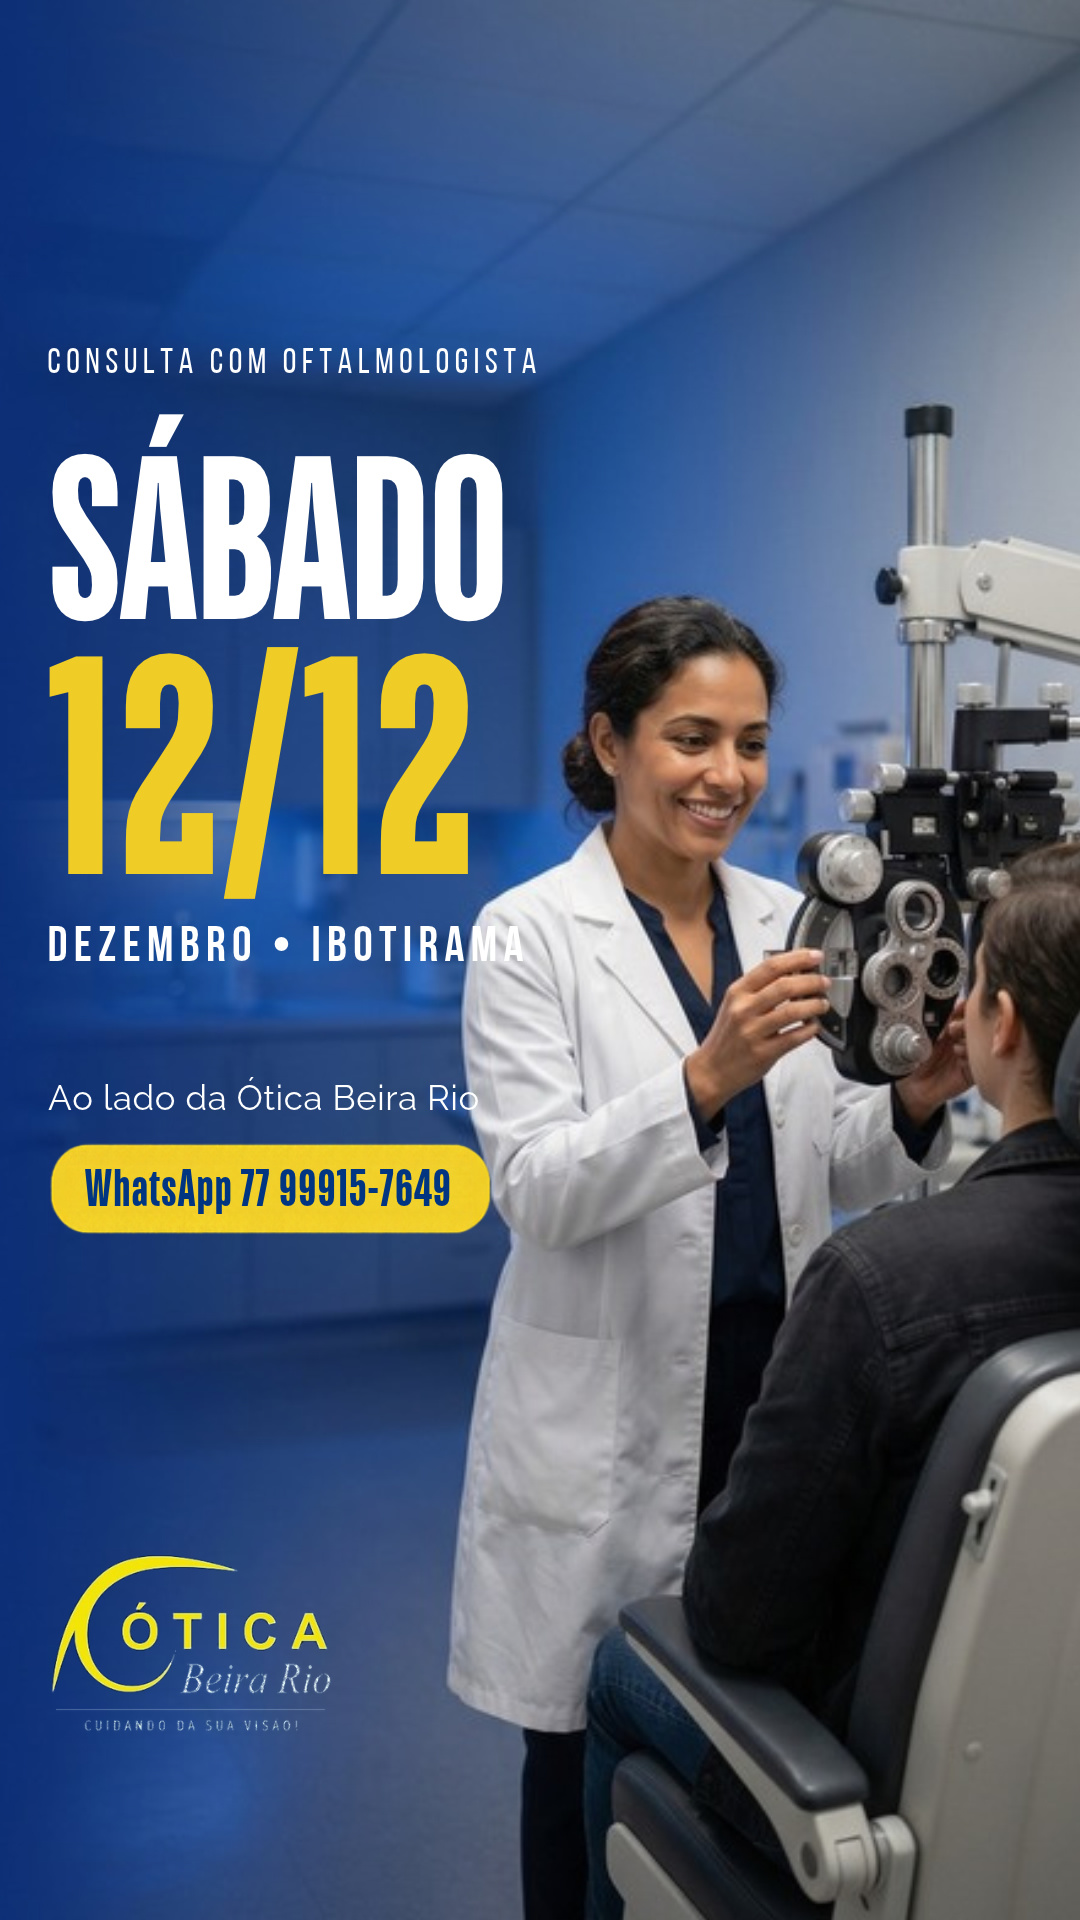 CONSULTA COM OFTALMOLOGISTA
SÁBADO
12/12
DEZEMBRO • IBOTIRAMA
Ao lado da Ótica Beira Rio
WhatsApp 77 99915-7649
ÓTICA
Beira Rio
CUIDANDO DA SUA VISÃO!